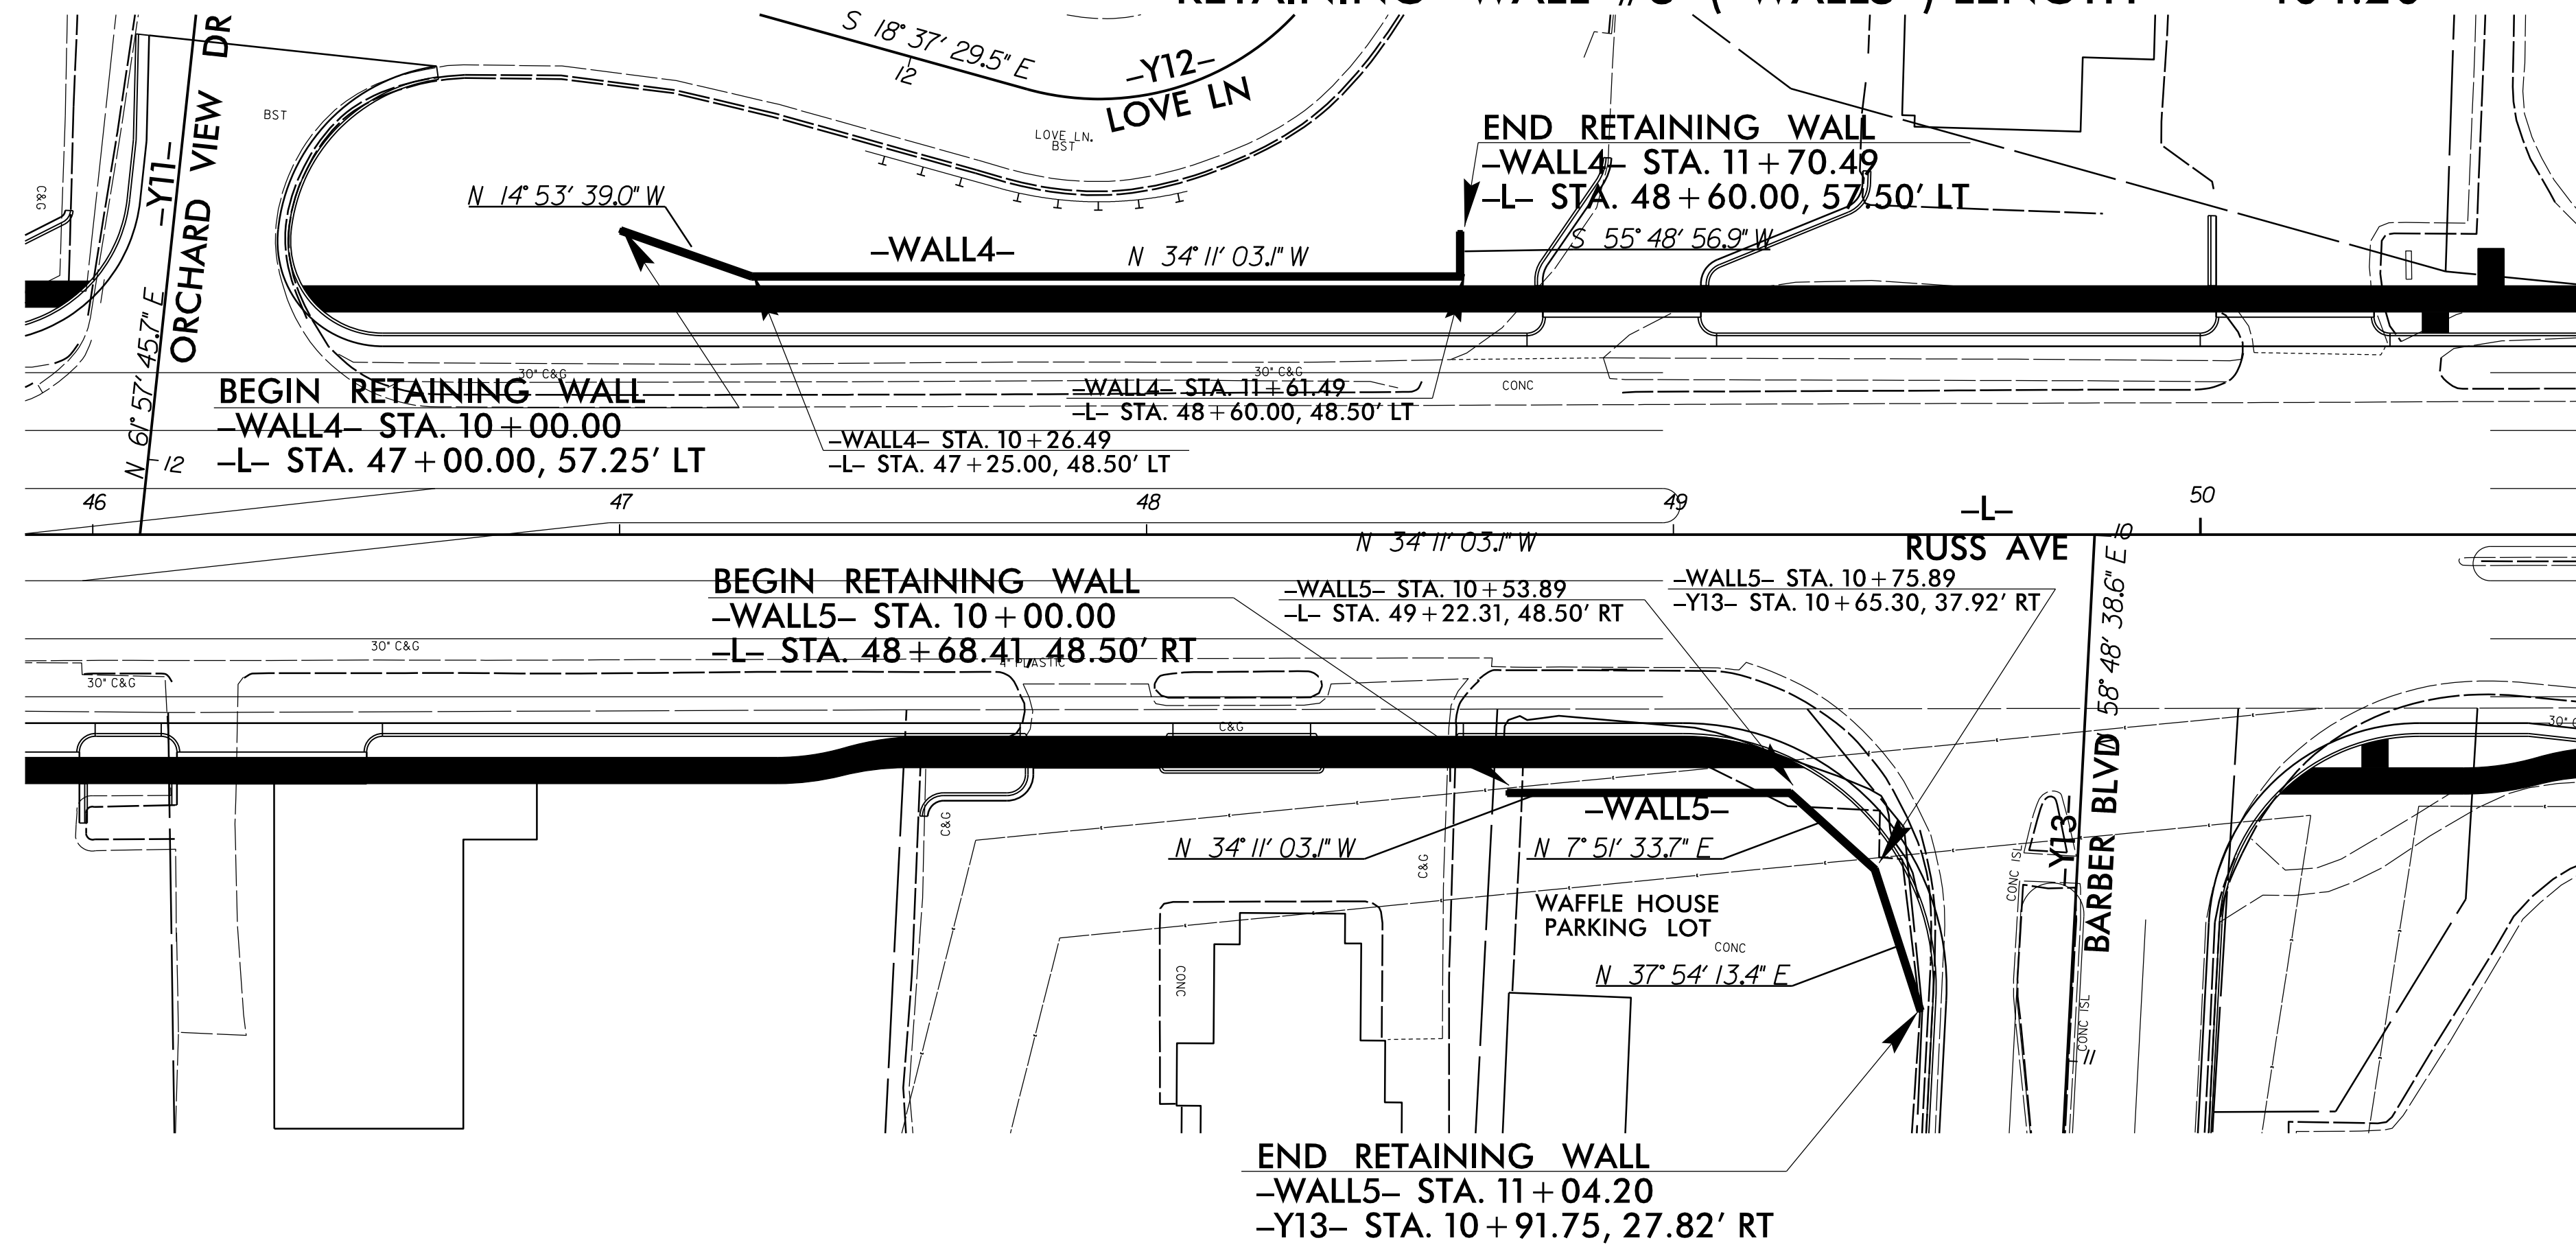 S 18° 37' 29.5" E
12
–Y12–
LOVE LN
LOVE LN.
BST
BST
–Y11–
ORCHARD VIEW DR
N 61° 57' 45.7" E
12
C&G
N 14° 53' 39.0" W
–WALL4–
N 34° 11' 03.1" W
END RETAINING WALL
–WALL4– STA. 11+70.49
–L– STA. 48+60.00, 57.50' LT
S 55° 48' 56.9" W
30" C&G
30" C&G
CONC
BEGIN RETAINING WALL
–WALL4– STA. 10+00.00
–L– STA. 47+00.00, 57.25' LT
–WALL4– STA. 11+61.49
–L– STA. 48+60.00, 48.50' LT
–WALL4– STA. 10+26.49
–L– STA. 47+25.00, 48.50' LT
46
47
48
49
50
–L–
RUSS AVE
N 34° 11' 03.1" W
10
BEGIN RETAINING WALL
–WALL5– STA. 10+00.00
–L– STA. 48+68.41, 48.50' RT
–WALL5– STA. 10+53.89
–L– STA. 49+22.31, 48.50' RT
–WALL5– STA. 10+75.89
–Y13– STA. 10+65.30, 37.92' RT
30" C&G
4" PLASTIC
30" C&G
C&G
30" C
N 58° 48' 38.6" E
–Y13–
BARBER BLVD
–WALL5–
N 34° 11' 03.1" W
N 7° 51' 33.7" E
C&G
C&G
WAFFLE HOUSE
PARKING LOT
CONC
CONC
N 37° 54' 13.4" E
CONC ISL
CONC ISL
11
END RETAINING WALL
–WALL5– STA. 11+04.20
–Y13– STA. 10+91.75, 27.82' RT